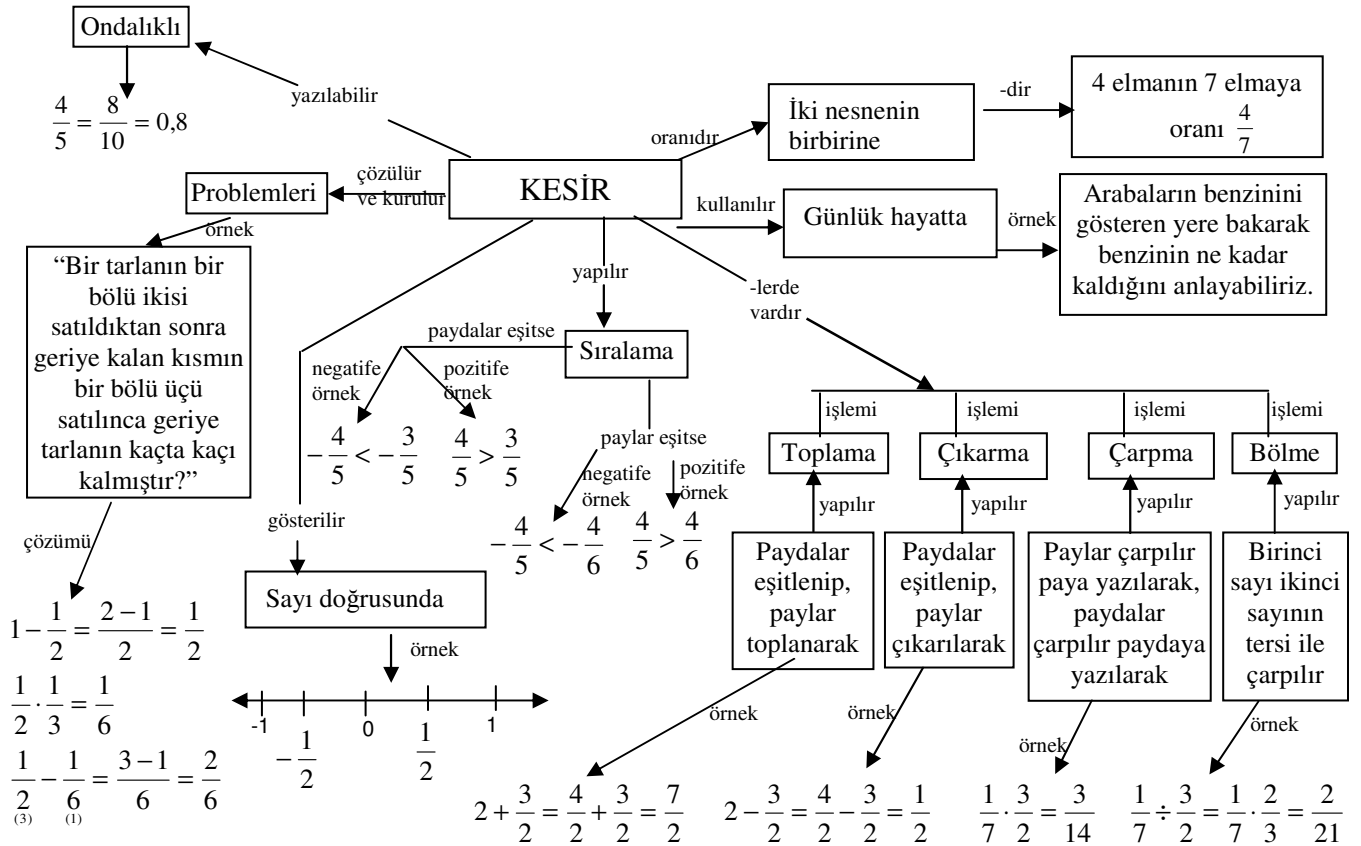 Ondalıklı
yazılabilir
4/5 = 8/10 = 0,8
KESİR
oranıdır
İki nesnenin
birbirine
-dir
4 elmanın 7 elmaya
oranı 4/7
çözülür
ve kurulur
Problemleri
örnek
“Bir tarlanın bir
bölü ikisi
satıldıktan sonra
geriye kalan kısmın
bir bölü üçü
satılınca geriye
tarlanın kaçta kaçı
kalmıştır?”
çözümü
1 − 1/2 = (2 − 1)/2 = 1/2
1/2 · 1/3 = 1/6
1/2 − 1/6 = (3 − 1)/6 = 2/6
(3) (1)
kullanılır
Günlük hayatta
örnek
Arabaların benzinini
gösteren yere bakarak
benzinin ne kadar
kaldığını anlayabiliriz.
yapılır
Sıralama
paydalar eşitse
negatife
örnek
pozitife
örnek
−4/5 < −3/5
4/5 > 3/5
paylar eşitse
negatife
örnek
pozitife
örnek
−4/5 < −4/6
4/5 > 4/6
gösterilir
Sayı doğrusunda
örnek
-1 −1/2 0 1/2 1
-lerde
vardır
işlemi
Toplama
yapılır
Paydalar
eşitlenip,
paylar
toplanarak
örnek
2 + 3/2 = 4/2 + 3/2 = 7/2
işlemi
Çıkarma
yapılır
Paydalar
eşitlenip,
paylar
çıkarılarak
örnek
2 − 3/2 = 4/2 − 3/2 = 1/2
işlemi
Çarpma
yapılır
Paylar çarpılır
paya yazılarak,
paydalar
çarpılır paydaya
yazılarak
örnek
1/7 · 3/2 = 3/14
işlemi
Bölme
yapılır
Birinci
sayı ikinci
sayının
tersi ile
çarpılır
örnek
1/7 ÷ 3/2 = 1/7 · 2/3 = 2/21